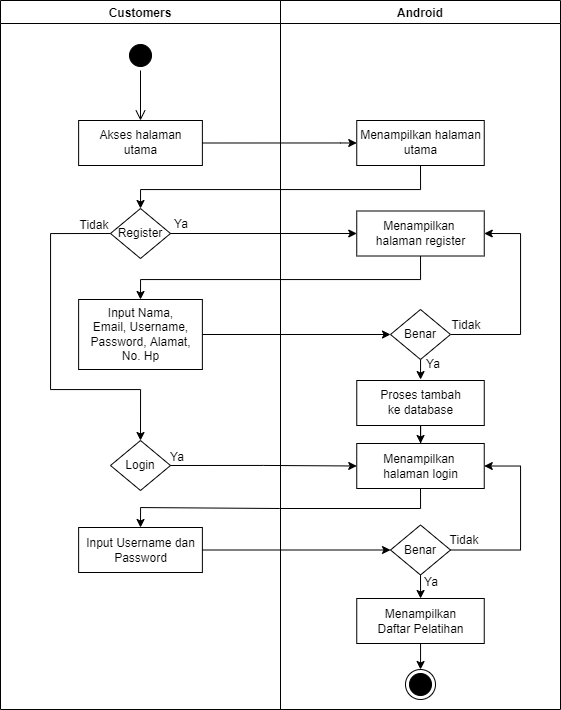 Customers
Android
Akses halaman
utama
Menampilkan halaman
utama
Tidak
Register
Ya
Menampilkan
halaman register
Input Nama,
Email, Username,
Password, Alamat,
No. Hp
Benar
Tidak
Ya
Proses tambah
ke database
Login
Ya
Menampilkan
halaman login
Input Username dan
Password
Benar
Tidak
Ya
Menampilkan
Daftar Pelatihan